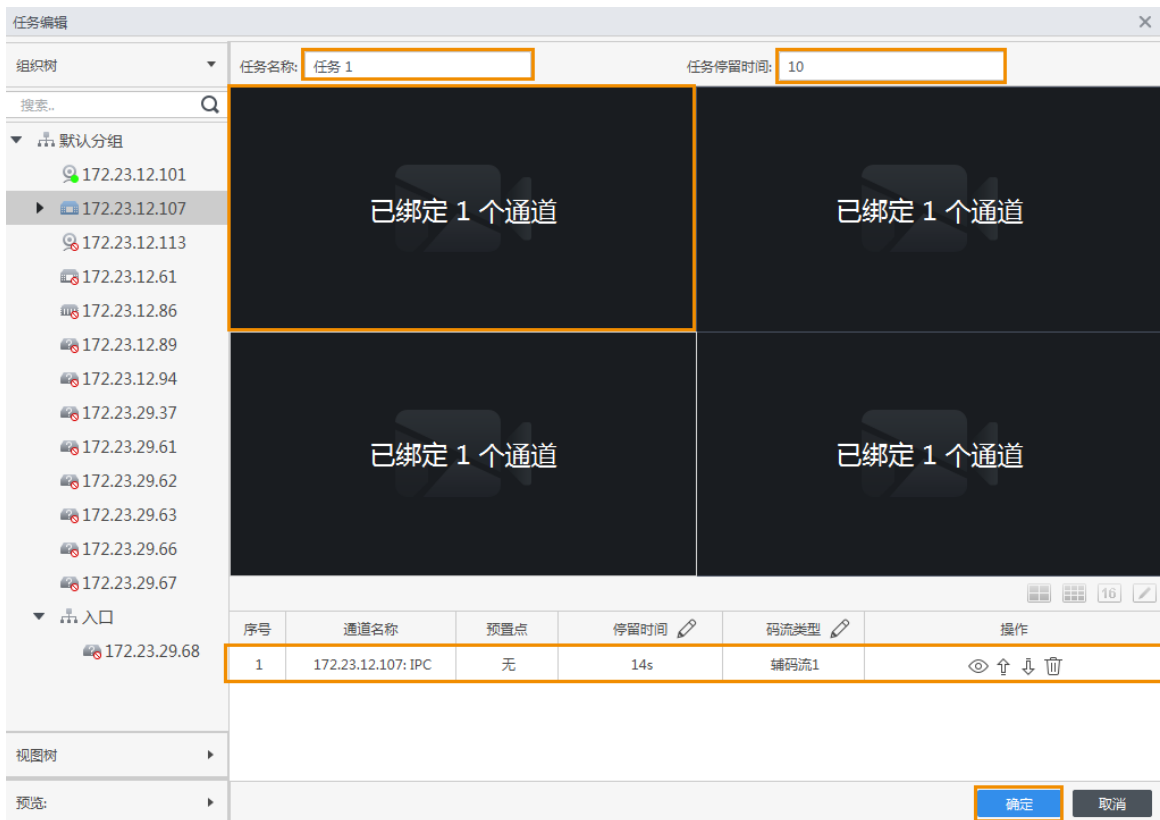 任务编辑
组织树
任务名称: 任务 1
任务停留时间: 10
搜索..
默认分组
172.23.12.101
172.23.12.107
172.23.12.113
172.23.12.61
172.23.12.86
172.23.12.89
172.23.12.94
172.23.29.37
172.23.29.61
172.23.29.62
172.23.29.63
172.23.29.66
172.23.29.67
入口
172.23.29.68
视图树
预览:
已绑定 1 个通道
已绑定 1 个通道
已绑定 1 个通道
已绑定 1 个通道
16
序号 通道名称 预置点 停留时间 码流类型 操作
1 172.23.12.107: IPC 无 14s 辅码流1
确定 取消